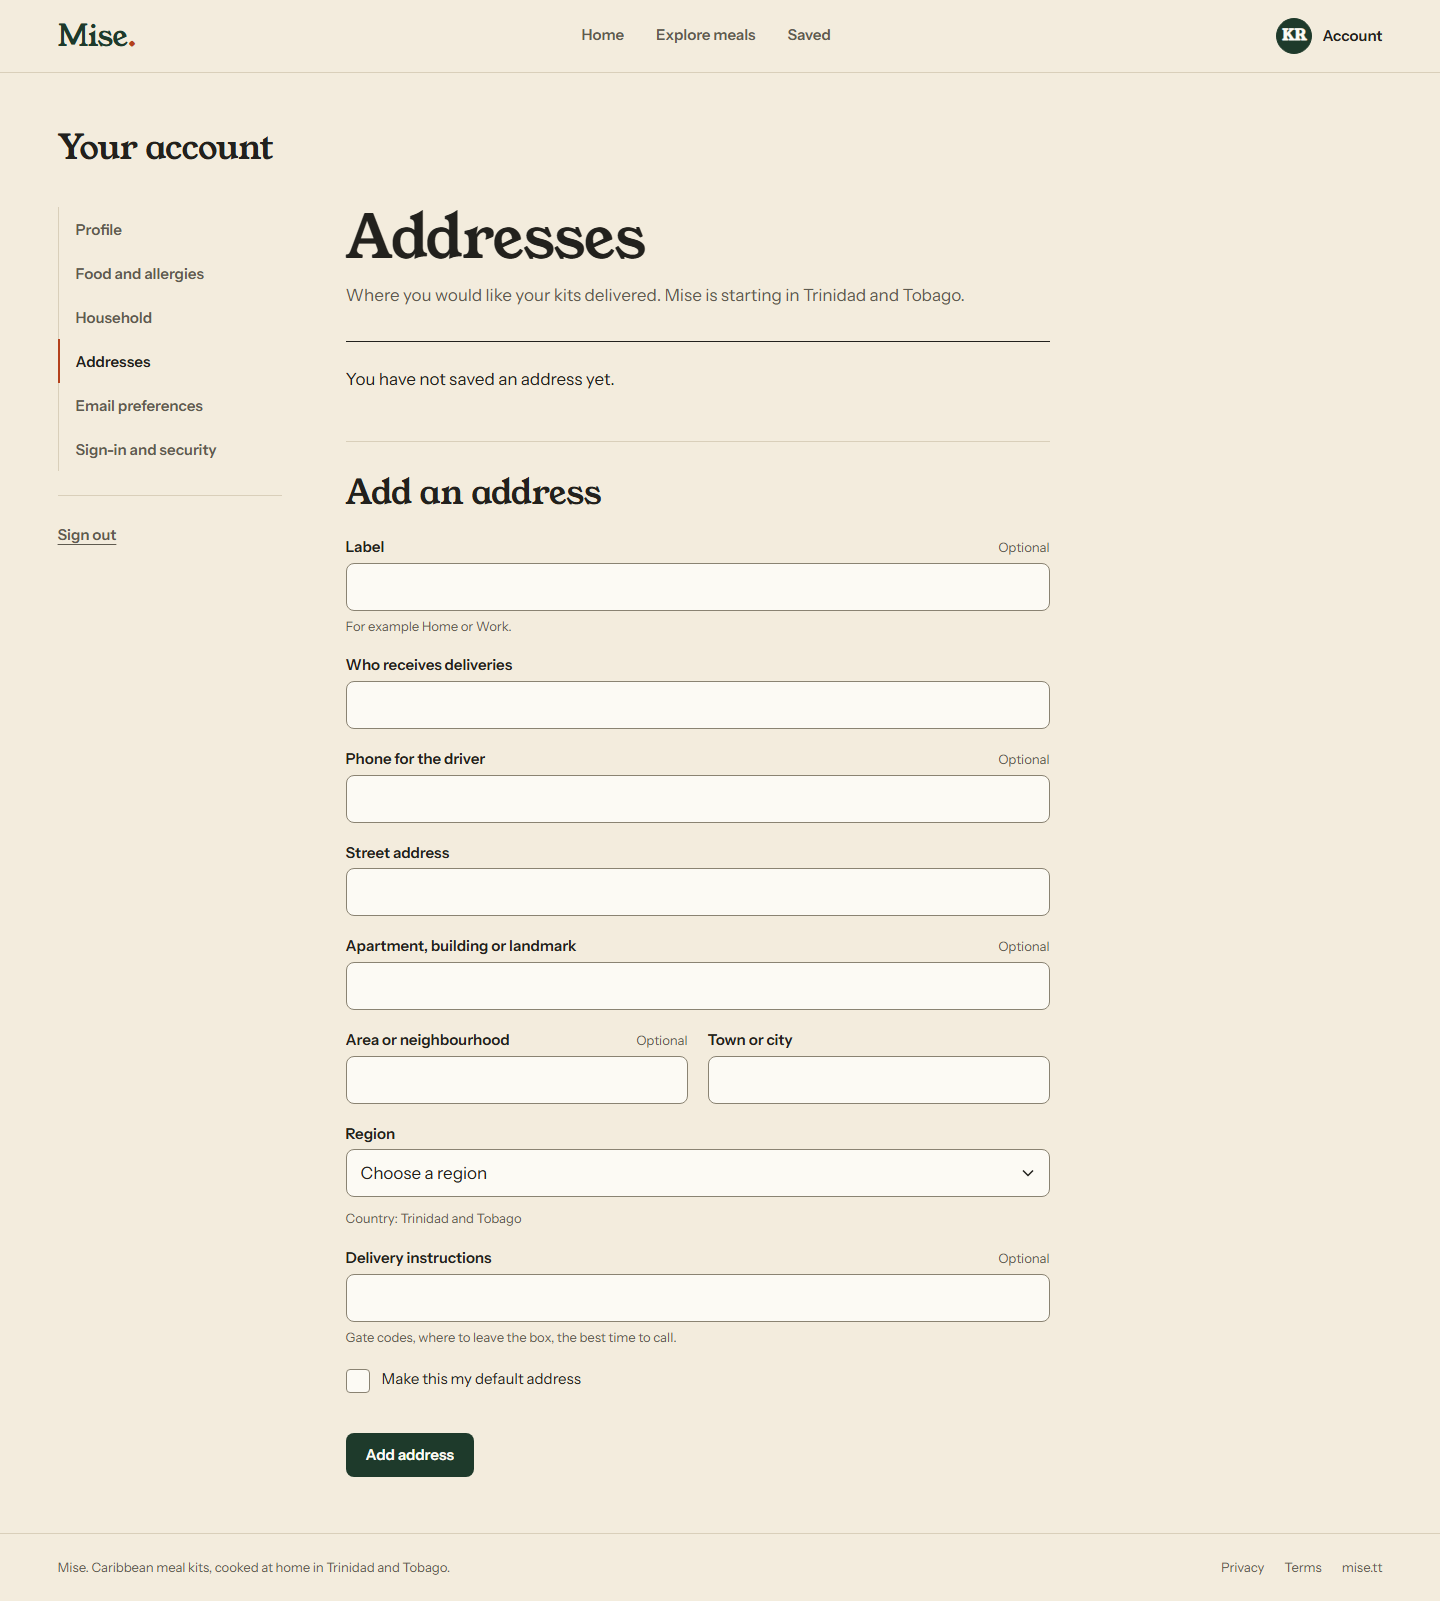 Mise.
Home
Explore meals
Saved
KR
Account
Your account
Profile
Food and allergies
Household
Addresses
Email preferences
Sign-in and security
Sign out
Addresses
Where you would like your kits delivered. Mise is starting in Trinidad and Tobago.
You have not saved an address yet.
Add an address
Label
Optional
For example Home or Work.
Who receives deliveries
Phone for the driver
Optional
Street address
Apartment, building or landmark
Optional
Area or neighbourhood
Optional
Town or city
Region
Choose a region
Country: Trinidad and Tobago
Delivery instructions
Optional
Gate codes, where to leave the box, the best time to call.
Make this my default address
Add address
Mise. Caribbean meal kits, cooked at home in Trinidad and Tobago.
Privacy
Terms
mise.tt